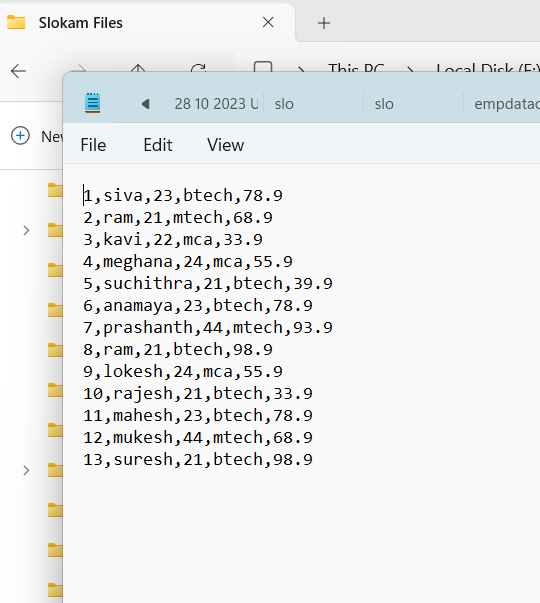 Slokam Files
This PC
Local Disk (E:)
28 10 2023 U
slo
slo
empdatac
New
File
Edit
View
1,siva,23,btech,78.9
2,ram,21,mtech,68.9
3,kavi,22,mca,33.9
4,meghana,24,mca,55.9
5,suchithra,21,btech,39.9
6,anamaya,23,btech,78.9
7,prashanth,44,mtech,93.9
8,ram,21,btech,98.9
9,lokesh,24,mca,55.9
10,rajesh,21,btech,33.9
11,mahesh,23,btech,78.9
12,mukesh,44,mtech,68.9
13,suresh,21,btech,98.9